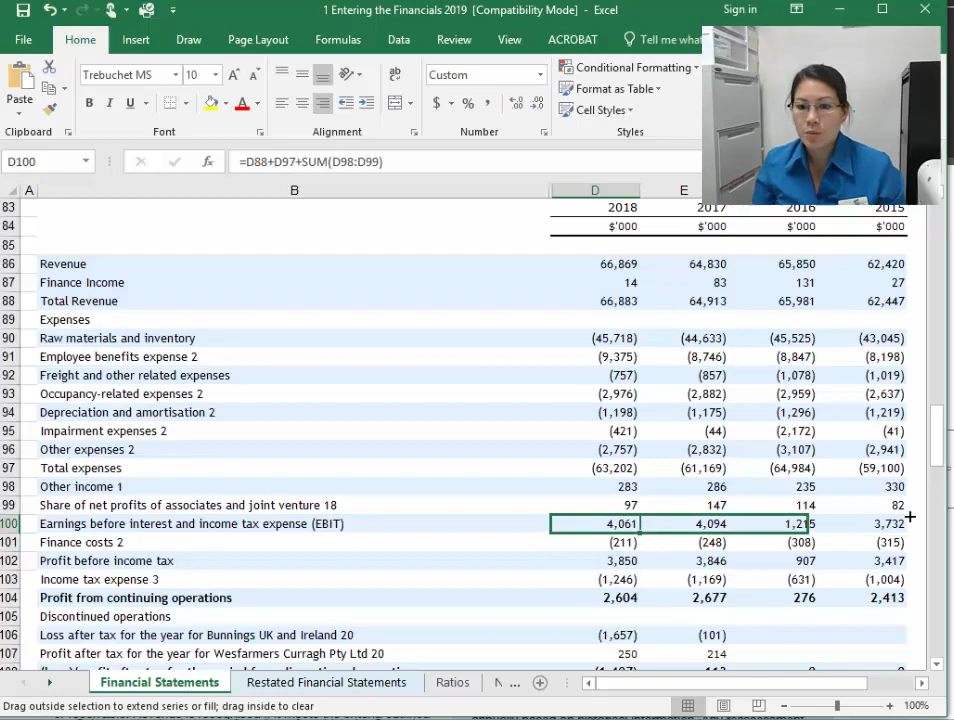 1 Entering the Financials 2019 [Compatibility Mode] - Excel
Sign in
File Home Insert Draw Page Layout Formulas Data Review View ACROBAT Tell me what
Paste
Trebuchet MS 10
B I U
Custom
$ % ,
Conditional Formatting
Format as Table
Cell Styles
Clipboard Font Alignment Number Styles
D100 fx =D88+D97+SUM(D98:D99)
A B D E
83 2018 2017 2016 2015
84 $'000 $'000 $'000 $'000
85
86 Revenue 66,869 64,830 65,850 62,420
87 Finance Income 14 83 131 27
88 Total Revenue 66,883 64,913 65,981 62,447
89 Expenses
90 Raw materials and inventory (45,718) (44,633) (45,525) (43,045)
91 Employee benefits expense 2 (9,375) (8,746) (8,847) (8,198)
92 Freight and other related expenses (757) (857) (1,078) (1,019)
93 Occupancy-related expenses 2 (2,976) (2,882) (2,959) (2,637)
94 Depreciation and amortisation 2 (1,198) (1,175) (1,296) (1,219)
95 Impairment expenses 2 (421) (44) (2,172) (41)
96 Other expenses 2 (2,757) (2,832) (3,107) (2,941)
97 Total expenses (63,202) (61,169) (64,984) (59,100)
98 Other income 1 283 286 235 330
99 Share of net profits of associates and joint venture 18 97 147 114 82
100 Earnings before interest and income tax expense (EBIT) 4,061 4,094 1,215 3,732
101 Finance costs 2 (211) (248) (308) (315)
102 Profit before income tax 3,850 3,846 907 3,417
103 Income tax expense 3 (1,246) (1,169) (631) (1,004)
104 Profit from continuing operations 2,604 2,677 276 2,413
105 Discontinued operations
106 Loss after tax for the year for Bunnings UK and Ireland 20 (1,657) (101)
107 Profit after tax for the year for Wesfarmers Curragh Pty Ltd 20 250 214
Financial Statements Restated Financial Statements Ratios N ...
Drag outside selection to extend series or fill; drag inside to clear
100%